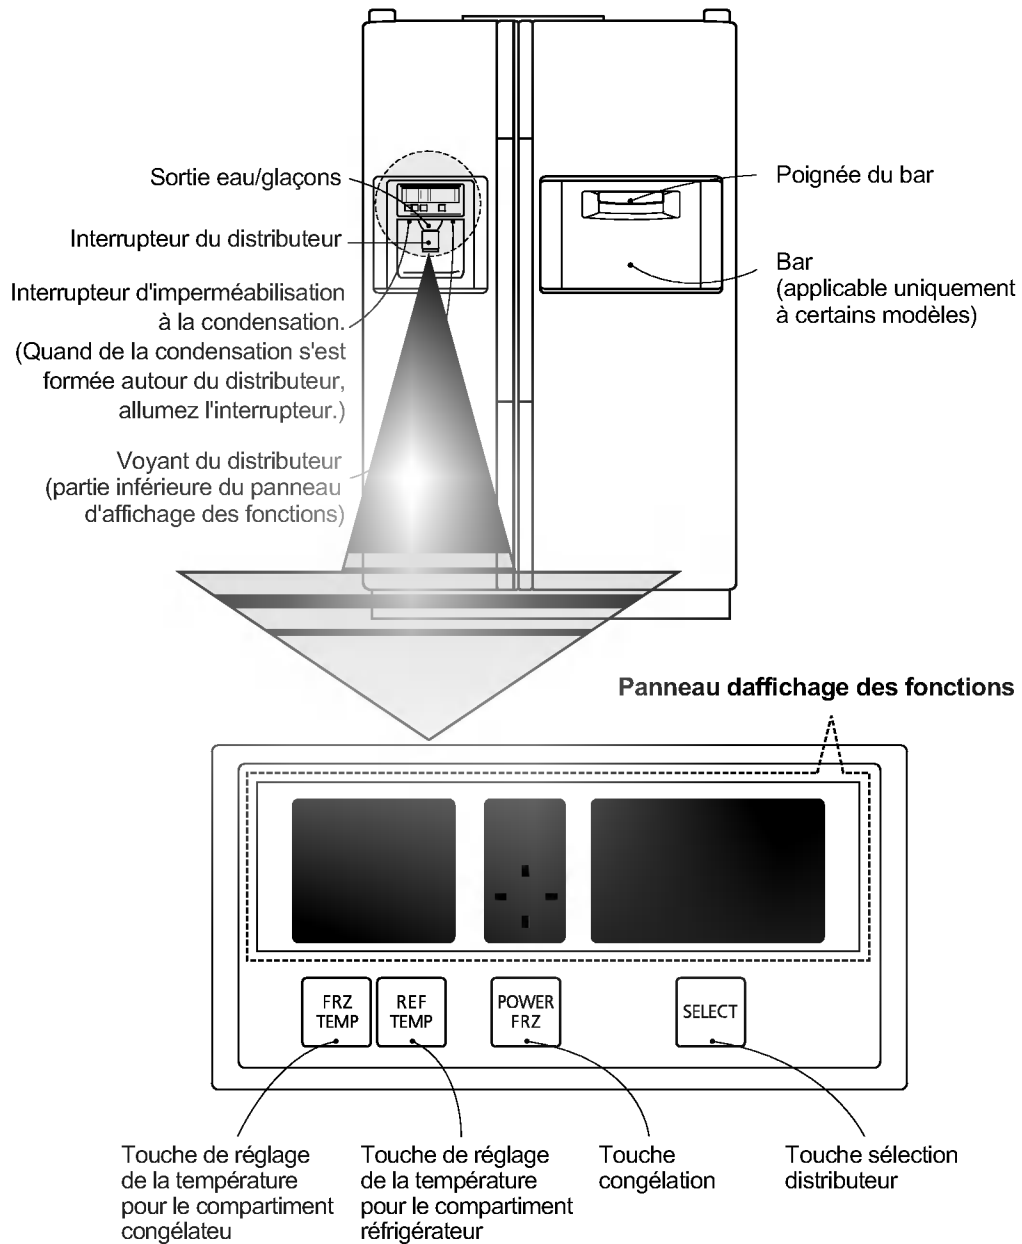 Sortie eau/glaçons
Interrupteur du distributeur
Interrupteur d'imperméabilisation
à la condensation.
(Quand de la condensation s'est
formée autour du distributeur,
allumez l'interrupteur.)
Voyant du distributeur
(partie inférieure du panneau
d'affichage des fonctions)
Poignée du bar
Bar
(applicable uniquement
à certains modèles)
Panneau daffichage des fonctions
FRZ
TEMP
REF
TEMP
POWER
FRZ
SELECT
Touche de réglage
de la température
pour le compartiment
congélateu
Touche de réglage
de la température
pour le compartiment
réfrigérateur
Touche
congélation
Touche sélection
distributeur